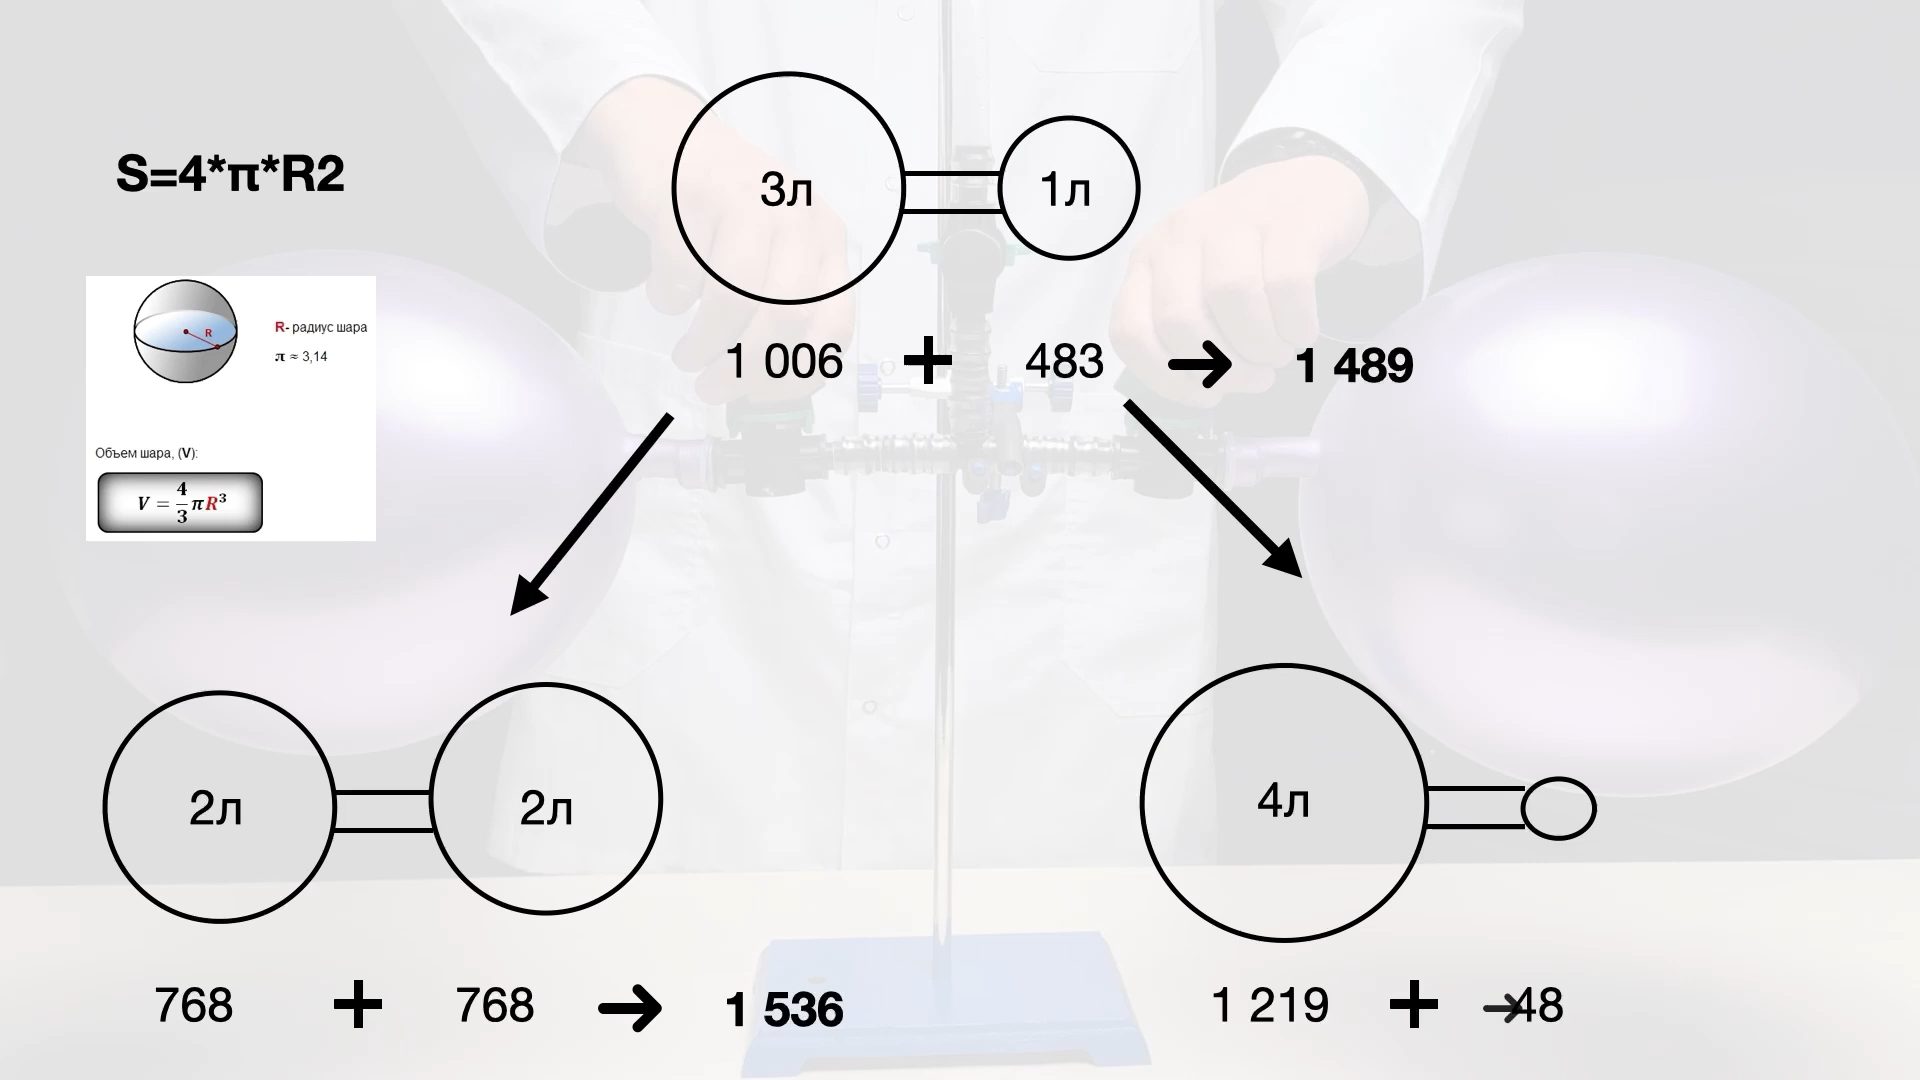 S=4*π*R2
3л
1л
R
R- радиус шара
π ≈ 3,14
1 006 + 483 → 1 489
Объем шара, (V):
V = 4/3 πR³
2л
2л
4л
768 + 768 → 1 536
1 219 + →48